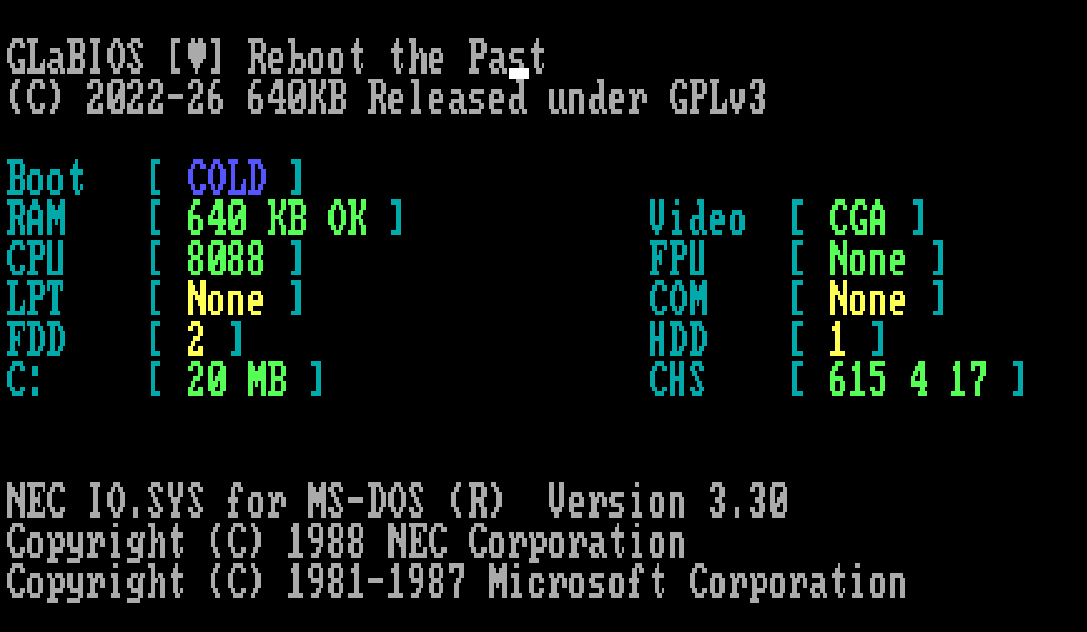 GLaBIOS [♥] Reboot the Past
(C) 2022-26 640KB Released under GPLv3
Boot [ COLD ]
RAM [ 640 KB OK ] Video [ CGA ]
CPU [ 8088 ] FPU [ None ]
LPT [ None ] COM [ None ]
FDD [ 2 ] HDD [ 1 ]
C: [ 20 MB ] CHS [ 615 4 17 ]
NEC IO.SYS for MS-DOS (R) Version 3.30
Copyright (C) 1988 NEC Corporation
Copyright (C) 1981-1987 Microsoft Corporation